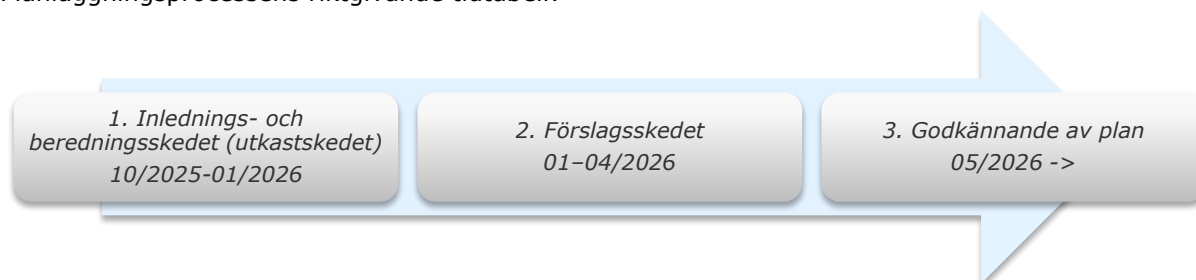 Planläggningsprocessens riktgivande tidtabell:
1. Inlednings- och
beredningsskedet (utkastskedet)
10/2025-01/2026
2. Förslagsskedet
01–04/2026
3. Godkännande av plan
05/2026 ->